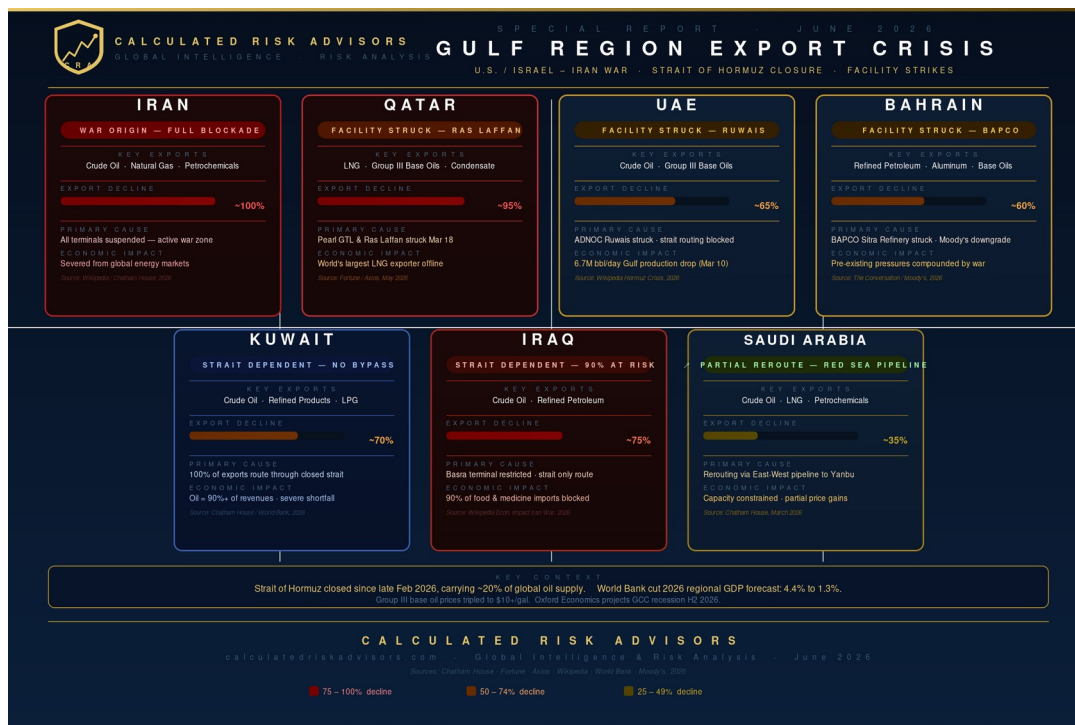 CRA
CALCULATED RISK ADVISORS
GLOBAL INTELLIGENCE · RISK ANALYSIS
SPECIAL REPORT · JUNE 2026
GULF REGION EXPORT CRISIS
U.S. / ISRAEL – IRAN WAR · STRAIT OF HORMUZ CLOSURE · FACILITY STRIKES
IRAN
WAR ORIGIN — FULL BLOCKADE
KEY EXPORTS
Crude Oil · Natural Gas · Petrochemicals
EXPORT DECLINE
~100%
PRIMARY CAUSE
All terminals suspended — active war zone
ECONOMIC IMPACT
Severed from global energy markets
Source: Wikipedia / Chatham House, 2026
QATAR
FACILITY STRUCK — RAS LAFFAN
KEY EXPORTS
LNG · Group III Base Oils · Condensate
EXPORT DECLINE
~95%
PRIMARY CAUSE
Pearl GTL & Ras Laffan struck Mar 18
ECONOMIC IMPACT
World's largest LNG exporter offline
Source: Fortune / Axios, May 2026
UAE
FACILITY STRUCK — RUWAIS
KEY EXPORTS
Crude Oil · Group III Base Oils
EXPORT DECLINE
~65%
PRIMARY CAUSE
ADNOC Ruwais struck · strait routing blocked
ECONOMIC IMPACT
6.7M bbl/day Gulf production drop (Mar 10)
Source: Wikipedia Hormuz Crisis, 2026
BAHRAIN
FACILITY STRUCK — BAPCO
KEY EXPORTS
Refined Petroleum · Aluminum · Base Oils
EXPORT DECLINE
~60%
PRIMARY CAUSE
BAPCO Sitra Refinery struck · Moody's downgrade
ECONOMIC IMPACT
Pre-existing pressures compounded by war
Source: The Conversation / Moody's, 2026
KUWAIT
STRAIT DEPENDENT — NO BYPASS
KEY EXPORTS
Crude Oil · Refined Products · LPG
EXPORT DECLINE
~70%
PRIMARY CAUSE
100% of exports route through closed strait
ECONOMIC IMPACT
Oil = 90%+ of revenues · severe shortfall
Source: Chatham House / World Bank, 2026
IRAQ
STRAIT DEPENDENT — 90% AT RISK
KEY EXPORTS
Crude Oil · Refined Petroleum
EXPORT DECLINE
~75%
PRIMARY CAUSE
Basra terminal restricted · strait only route
ECONOMIC IMPACT
90% of food & medicine imports blocked
Source: Wikipedia Econ. Impact Iran War, 2026
SAUDI ARABIA
PARTIAL REROUTE — RED SEA PIPELINE
KEY EXPORTS
Crude Oil · LNG · Petrochemicals
EXPORT DECLINE
~35%
PRIMARY CAUSE
Rerouting via East-West pipeline to Yanbu
ECONOMIC IMPACT
Capacity constrained · partial price gains
Source: Chatham House, March 2026
KEY CONTEXT
Strait of Hormuz closed since late Feb 2026, carrying ~20% of global oil supply. World Bank cut 2026 regional GDP forecast: 4.4% to 1.3%.
Group III base oil prices tripled to $10+/gal. Oxford Economics projects GCC recession H2 2026.
CALCULATED RISK ADVISORS
calculatedriskadvisors.com · Global Intelligence & Risk Analysis · June 2026
Sources: Chatham House · Fortune · Axios · Wikipedia · World Bank · Moody's, 2026
75 – 100% decline
50 – 74% decline
25 – 49% decline